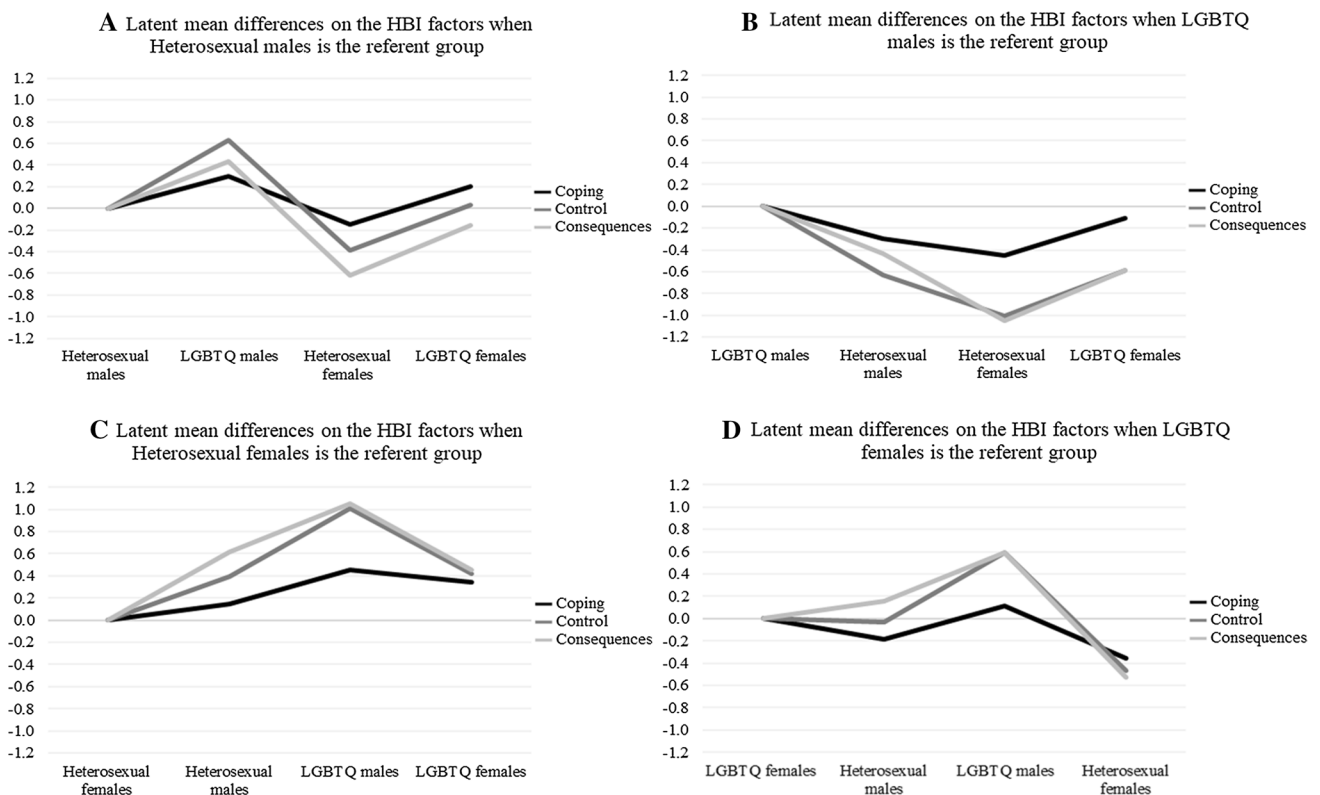 A Latent mean differences on the HBI factors when
Heterosexual males is the referent group
1.2
1.0
0.8
0.6
0.4
0.2
0.0
-0.2
-0.4
-0.6
-0.8
-1.0
-1.2
Heterosexual
males
LGBTQ males
Heterosexual
females
LGBTQ females
Coping
Control
Consequences
B Latent mean differences on the HBI factors when LGBTQ
males is the referent group
1.2
1.0
0.8
0.6
0.4
0.2
0.0
-0.2
-0.4
-0.6
-0.8
-1.0
-1.2
LGBTQ males
Heterosexual
males
Heterosexual
females
LGBTQ females
Coping
Control
Consequences
C Latent mean differences on the HBI factors when
Heterosexual females is the referent group
1.2
1.0
0.8
0.6
0.4
0.2
0.0
-0.2
-0.4
-0.6
-0.8
-1.0
-1.2
Heterosexual
females
Heterosexual
males
LGBTQ males
LGBTQ females
Coping
Control
Consequences
D Latent mean differences on the HBI factors when LGBTQ
females is the referent group
1.2
1.0
0.8
0.6
0.4
0.2
0.0
-0.2
-0.4
-0.6
-0.8
-1.0
-1.2
LGBTQ females
Heterosexual
males
LGBTQ males
Heterosexual
females
Coping
Control
Consequences